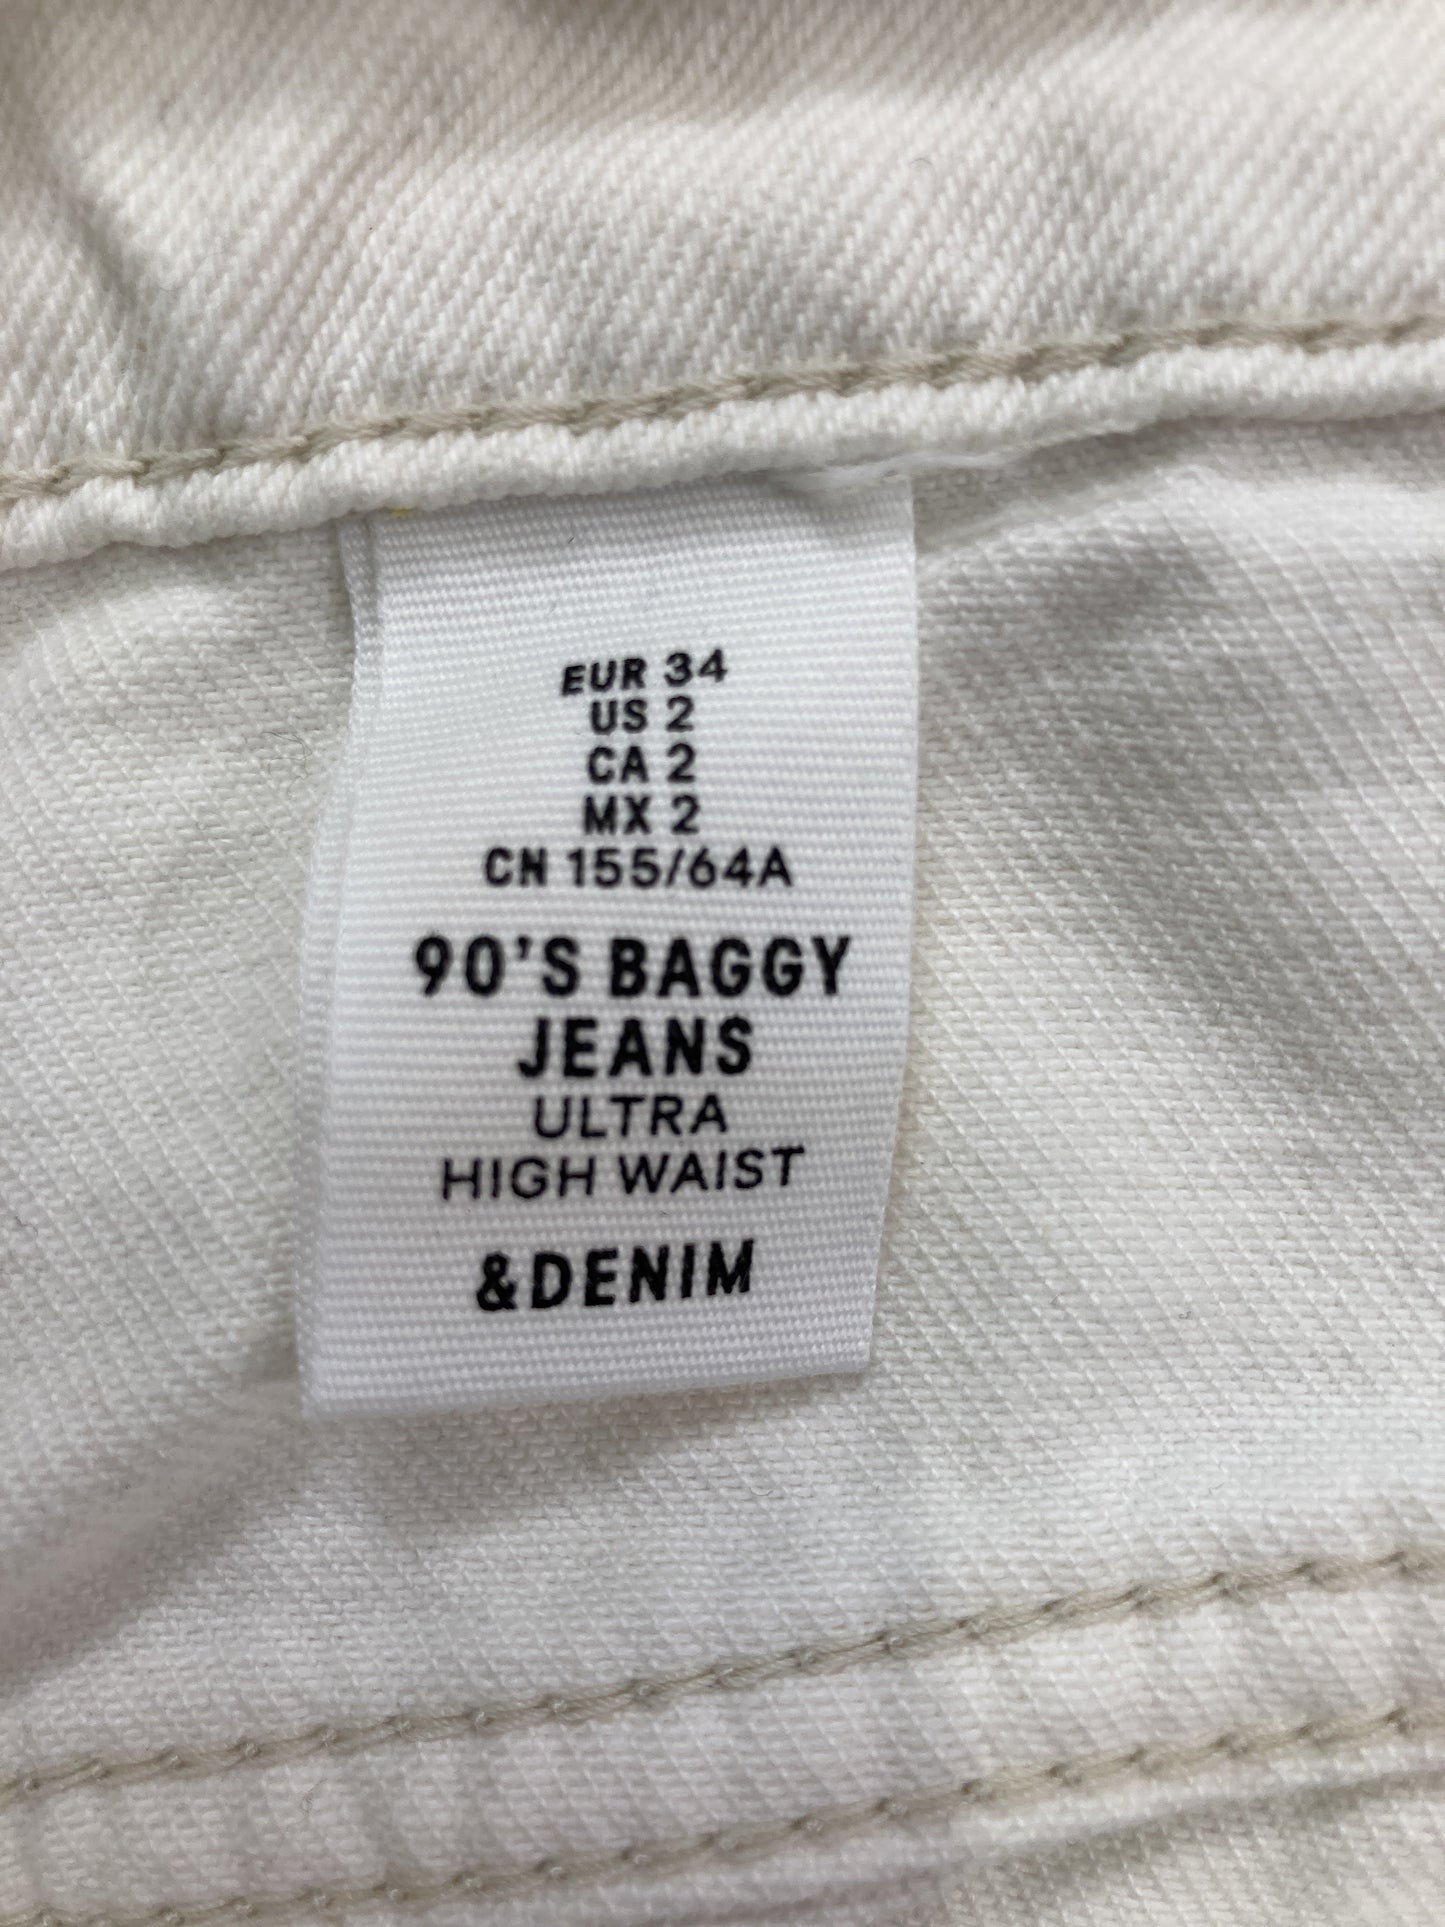 EUR 34
US 2
CA 2
MX 2
CN 155/64A
90'S BAGGY
JEANS
ULTRA
HIGH WAIST
&DENIM